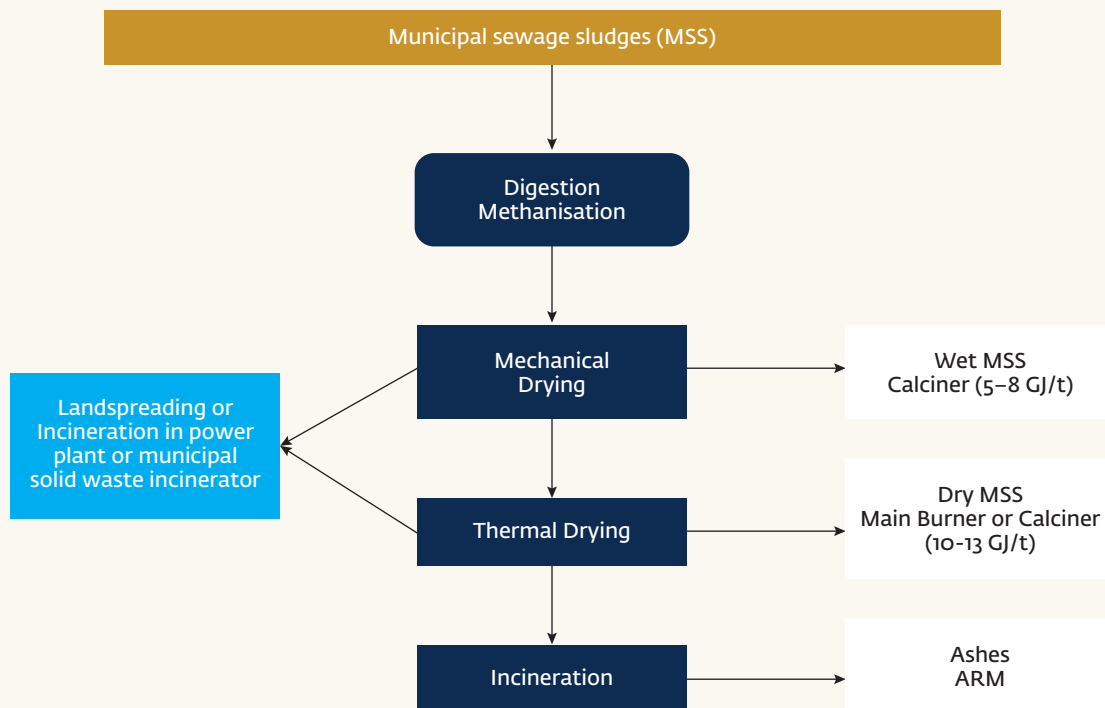 Municipal sewage sludges (MSS)
Digestion
Methanisation
Mechanical
Drying
Wet MSS
Calciner (5–8 GJ/t)
Landspreading or
Incineration in power
plant or municipal
solid waste incinerator
Thermal Drying
Dry MSS
Main Burner or Calciner
(10-13 GJ/t)
Incineration
Ashes
ARM